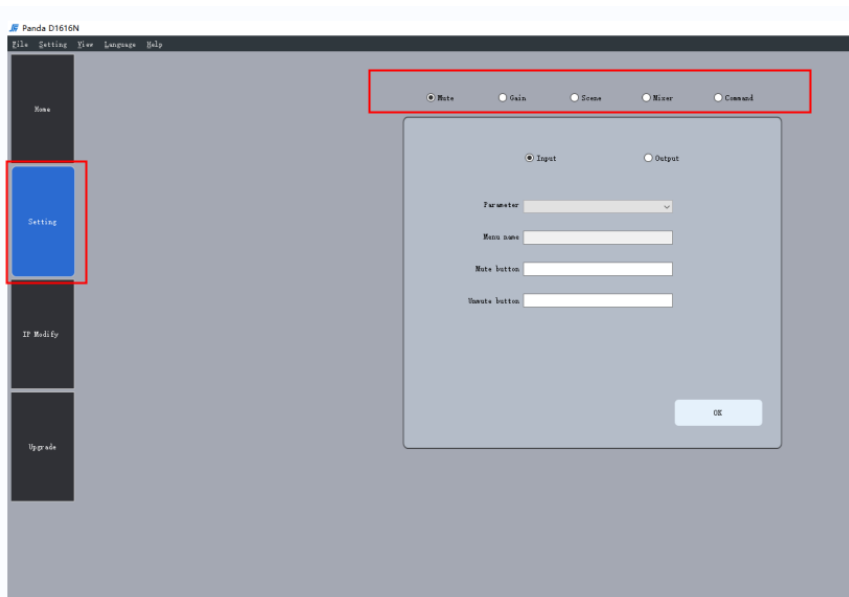 Panda D1616N
File Setting View Language Help
Home
Mute Gain Scene Mixer Command
Input Output
Setting
Parameter
Menu name
Mute button
Unmute button
IP Modify
OK
Upgrade